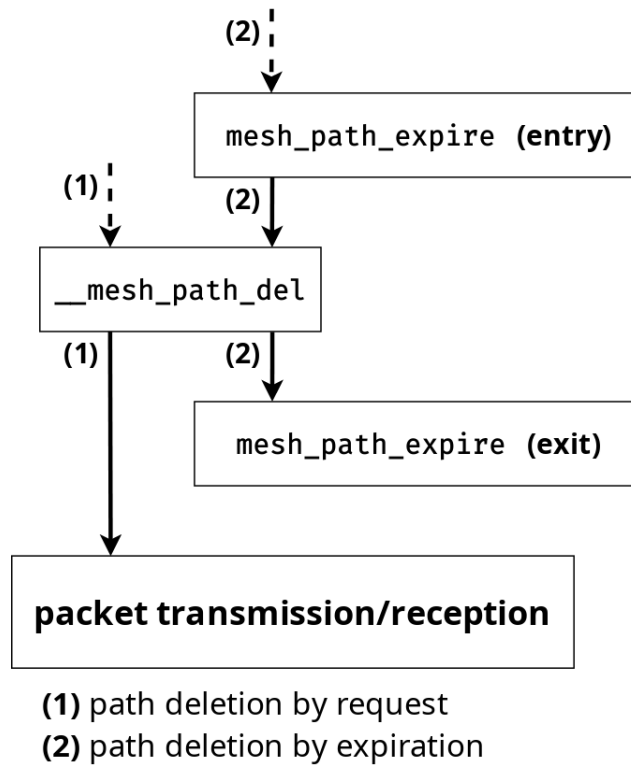 (2)
mesh_path_expire (entry)
(1)
(2)
__mesh_path_del
(1)
(2)
mesh_path_expire (exit)
packet transmission/reception
(1) path deletion by request
(2) path deletion by expiration